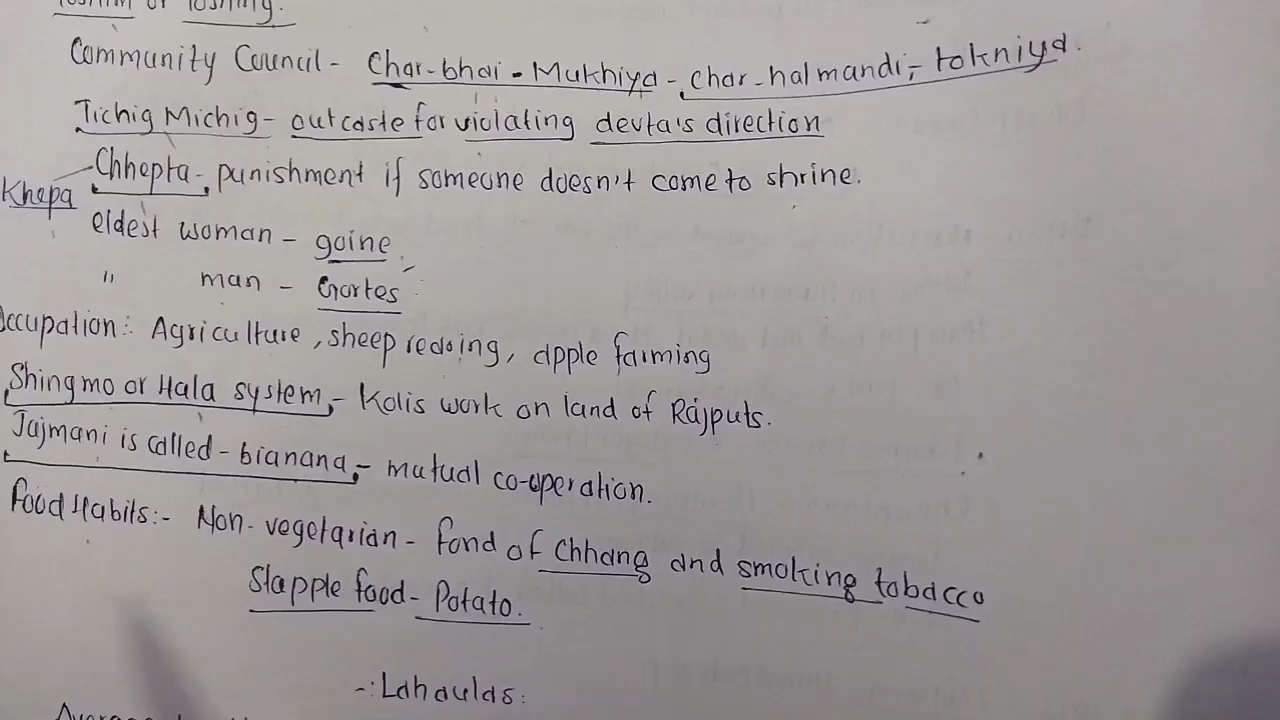 or
Community Council - Char-bhai - Mukhiya - char-halmandi, - tokniya.
Tichig Michig - outcaste for violating devta's direction
Chhepta - punishment if someone doesn't come to shrine.
Khepa
eldest woman - goine.
" man - Gortes
Occupation:- Agriculture, sheep rearing, apple farming
Shingmo or Hala system, - Kolis work on land of Rajputs.
Jajmani is called - bianana, - mutual co-operation.
Food Habits:- Non-vegetarian - fond of chhang and smoking tobacco
Stapple food - Potato.
-:Lahaulas: